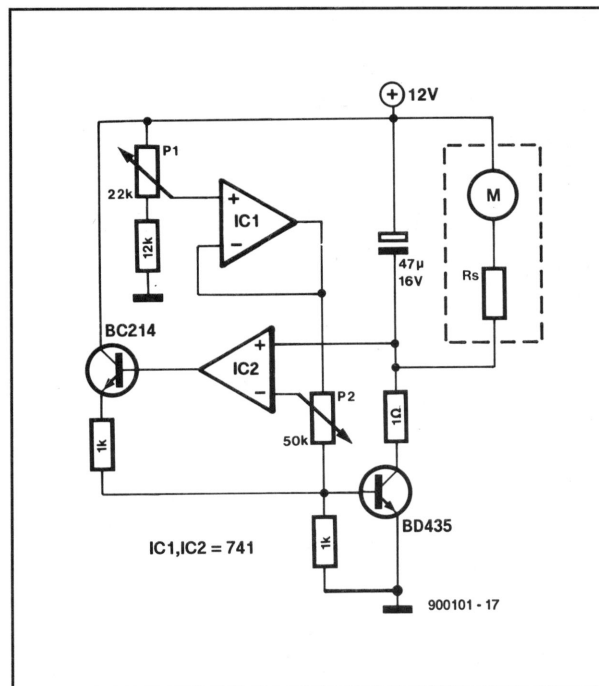 + 12V
P1
22k
+
IC1
-
M
12k
47µ
16V
Rs
BC214
+
IC2
-
P2
50k
1Ω
1k
1k
BD435
IC1,IC2 = 741
900101 - 17